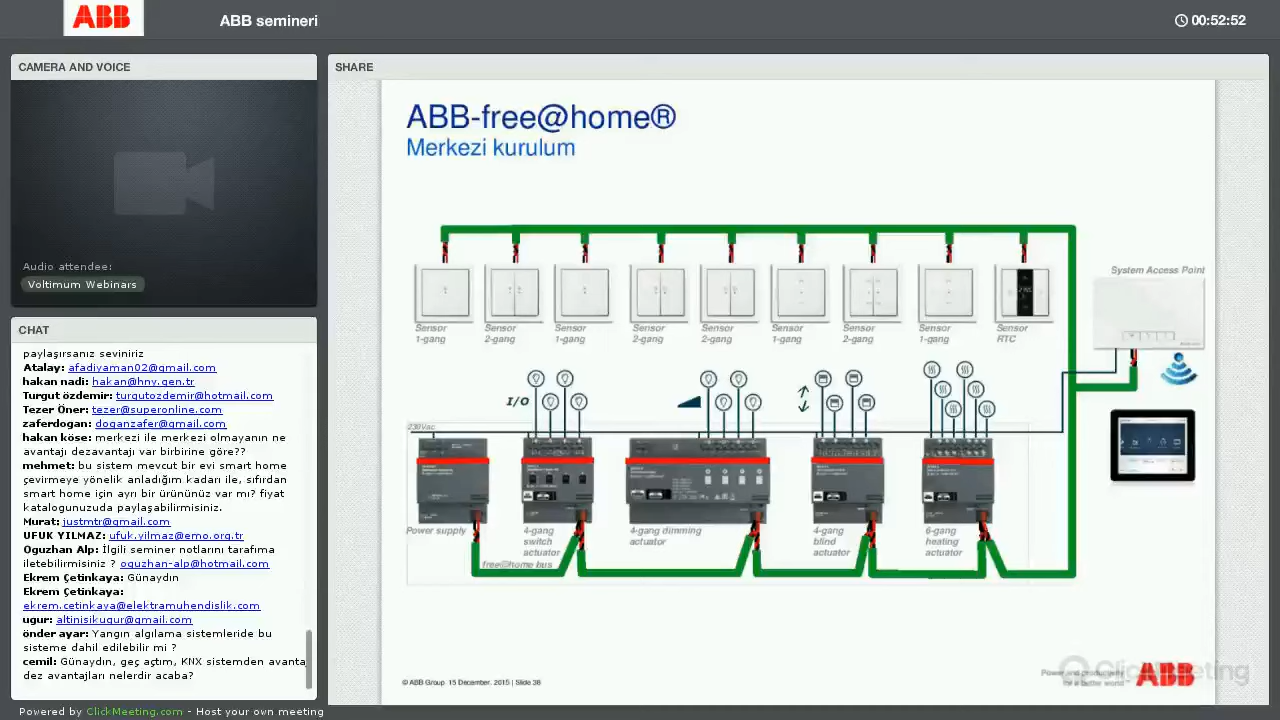 ABB
ABB semineri
00:52:52
CAMERA AND VOICE
Audio attendee:
Voltimum Webinars
CHAT
paylaşırsanız seviniriz
Atalay: afadiyaman02@gmail.com
hakan nadi: hakan@hny.gen.tr
Turgut özdemir: turgutozdemir@hotmail.com
Tezer Öner: tezer@superonline.com
zaferdogan: doganzafer@gmail.com
hakan köse: merkezi ile merkezi olmayanın ne
avantajı dezavantajı var birbirine göre??
mehmet: bu sistem mevcut bir evi smart home
çevirmeye yönelik anladığım kadarı ile, sıfırdan
smart home için ayrı bir ürününüz var mı? fiyat
katalogunuzuda paylaşabilirmisiniz.
Murat: justmtr@gmail.com
UFUK YILMAZ: ufuk.yilmaz@emo.org.tr
Oguzhan Alp: İlgili seminer notlarını tarafıma
iletebilirmisiniz ? oguzhan-alp@hotmail.com
Ekrem Çetinkaya: Günaydın
Ekrem Çetinkaya:
ekrem.cetinkaya@elektramuhendislik.com
ugur: altinisikugur@gmail.com
önder ayar: Yangın algılama sistemleride bu
sisteme dahil edilebilir mi ?
cemil: Günaydın, geş aştım, KNX sistemden avanta
dez avantajları nelerdir acaba?
Powered by ClickMeeting.com - Host your own meeting
SHARE
ABB-free@home®
Merkezi kurulum
System Access Point
Sensor
1-gang
Sensor
2-gang
Sensor
1-gang
Sensor
2-gang
Sensor
2-gang
Sensor
1-gang
Sensor
2-gang
Sensor
1-gang
Sensor
RTC
I/O
230Vac
Power supply
4-gang
switch
actuator
4-gang dimming
actuator
4-gang
blind
actuator
6-gang
heating
actuator
free@home bus
© ABB Group 15 December, 2015 | Slide 38
Power and productivity
for a better world
ABB
ClickMeeting